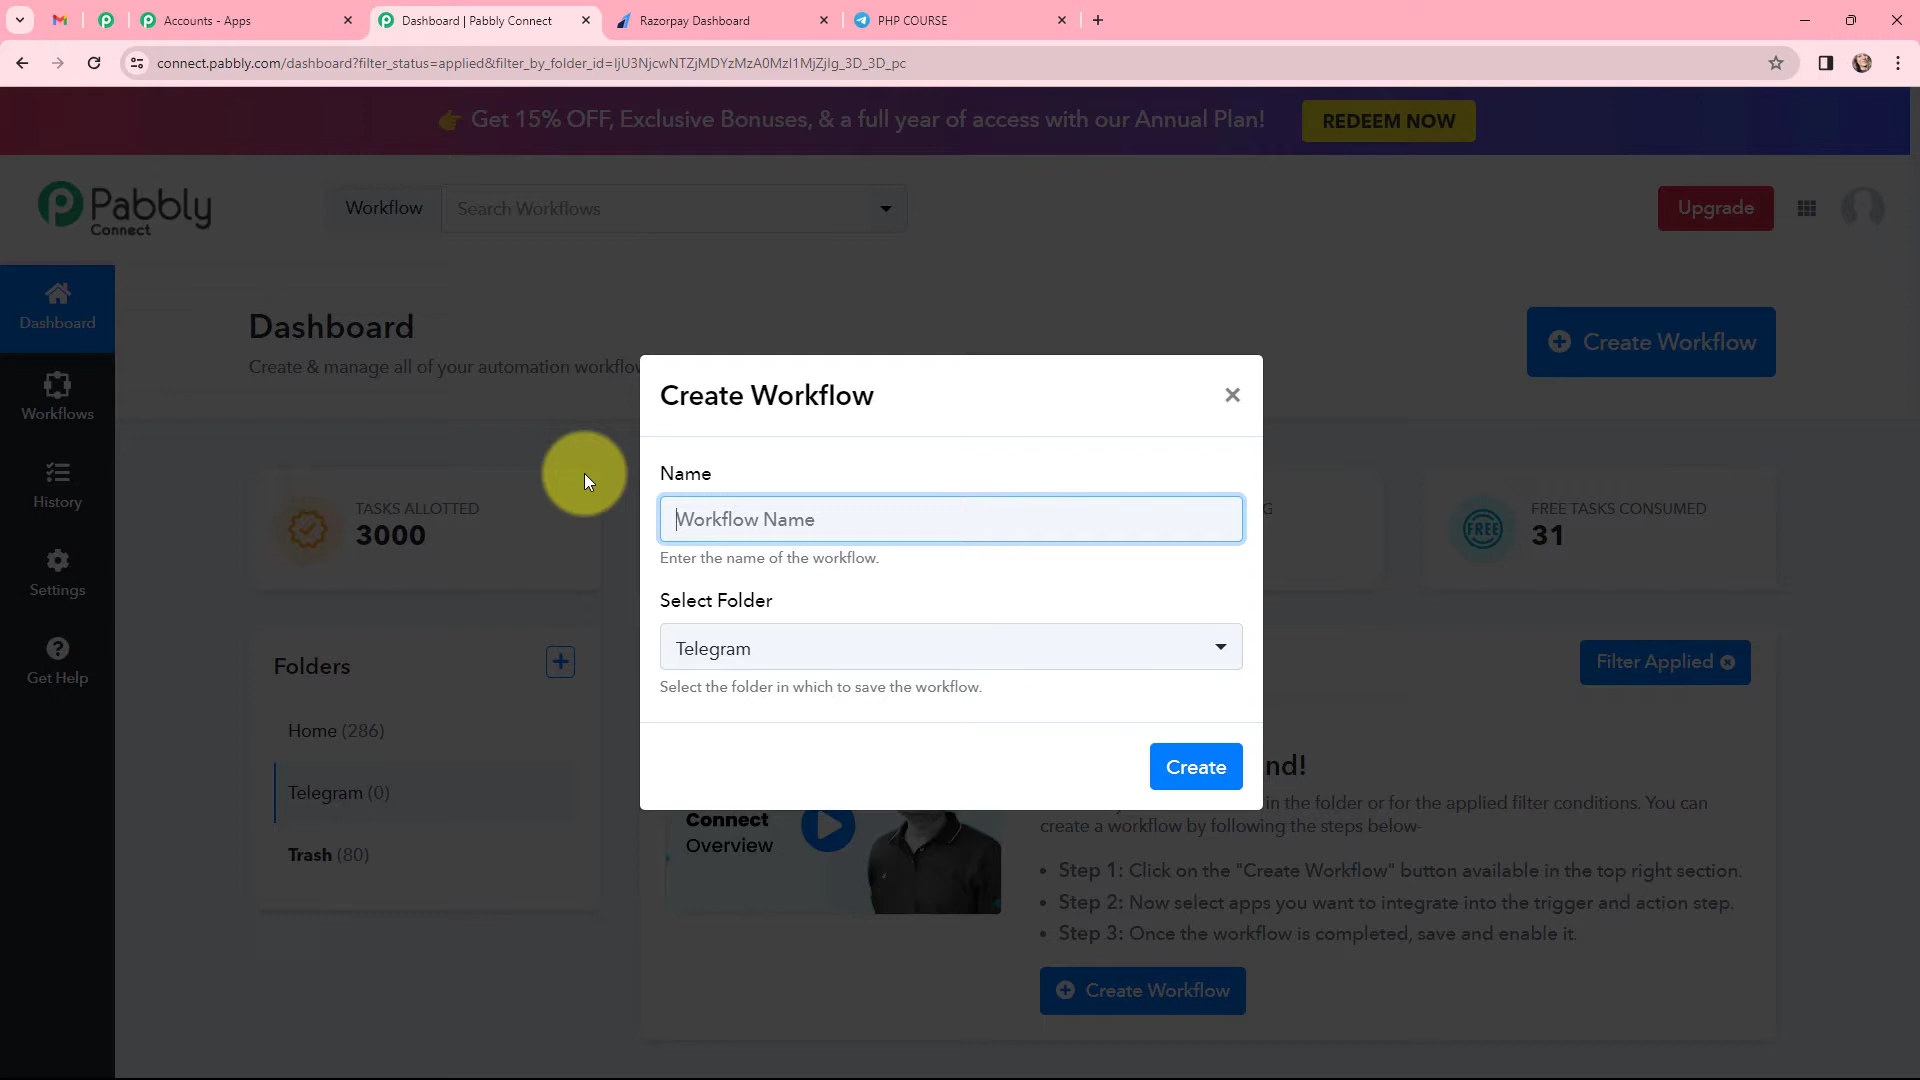 Accounts - Apps
Dashboard | Pabbly Connect
Razorpay Dashboard
PHP COURSE
connect.pabbly.com/dashboard?filter_status=applied&filter_by_folder_id=IjU3NjcwNTZjMDYzMzA0MzI1MjZjIg_3D_3D_pc
👉 Get 15% OFF, Exclusive Bonuses, & a full year of access with our Annual Plan!
REDEEM NOW
Pabbly
Connect
Workflow
Search Workflows
Upgrade
Dashboard
Workflows
History
Settings
Get Help
Dashboard
Create & manage all of your automation workflo
Create Workflow
TASKS ALLOTTED
3000
G
FREE
FREE TASKS CONSUMED
31
Folders
Home (286)
Telegram (0)
Trash (80)
Create Workflow
Name
Workflow Name
Enter the name of the workflow.
Select Folder
Telegram
Select the folder in which to save the workflow.
Create
Filter Applied
Connect
Overview
nd!
in the folder or for the applied filter conditions. You can
create a workflow by following the steps below-
• Step 1: Click on the "Create Workflow" button available in the top right section.
• Step 2: Now select apps you want to integrate into the trigger and action step.
• Step 3: Once the workflow is completed, save and enable it.
Create Workflow